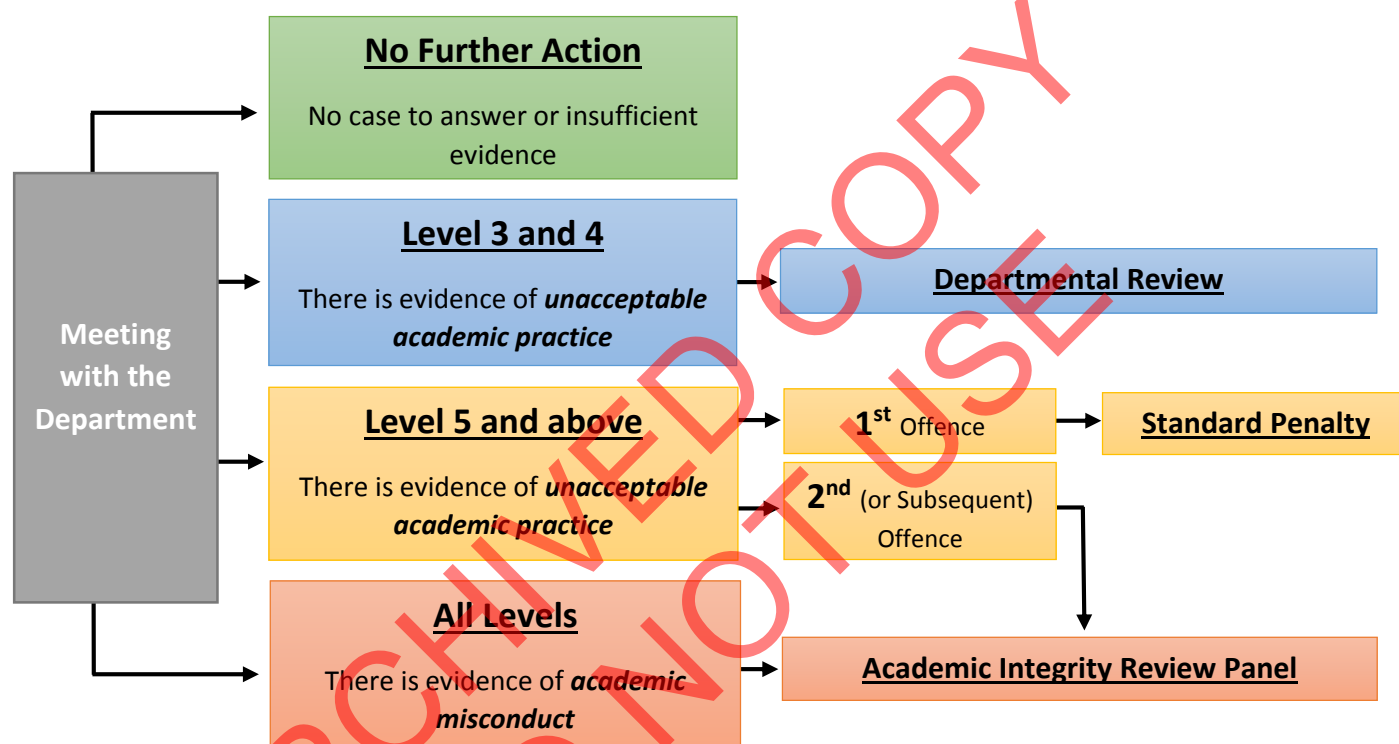 No Further Action
No case to answer or insufficient
evidence
Meeting
with the
Department
Level 3 and 4
There is evidence of unacceptable
academic practice
Departmental Review
Level 5 and above
There is evidence of unacceptable
academic practice
1st Offence
Standard Penalty
2nd (or Subsequent)
Offence
All Levels
There is evidence of academic
misconduct
Academic Integrity Review Panel
ARCHIVED COPY
DO NOT USE